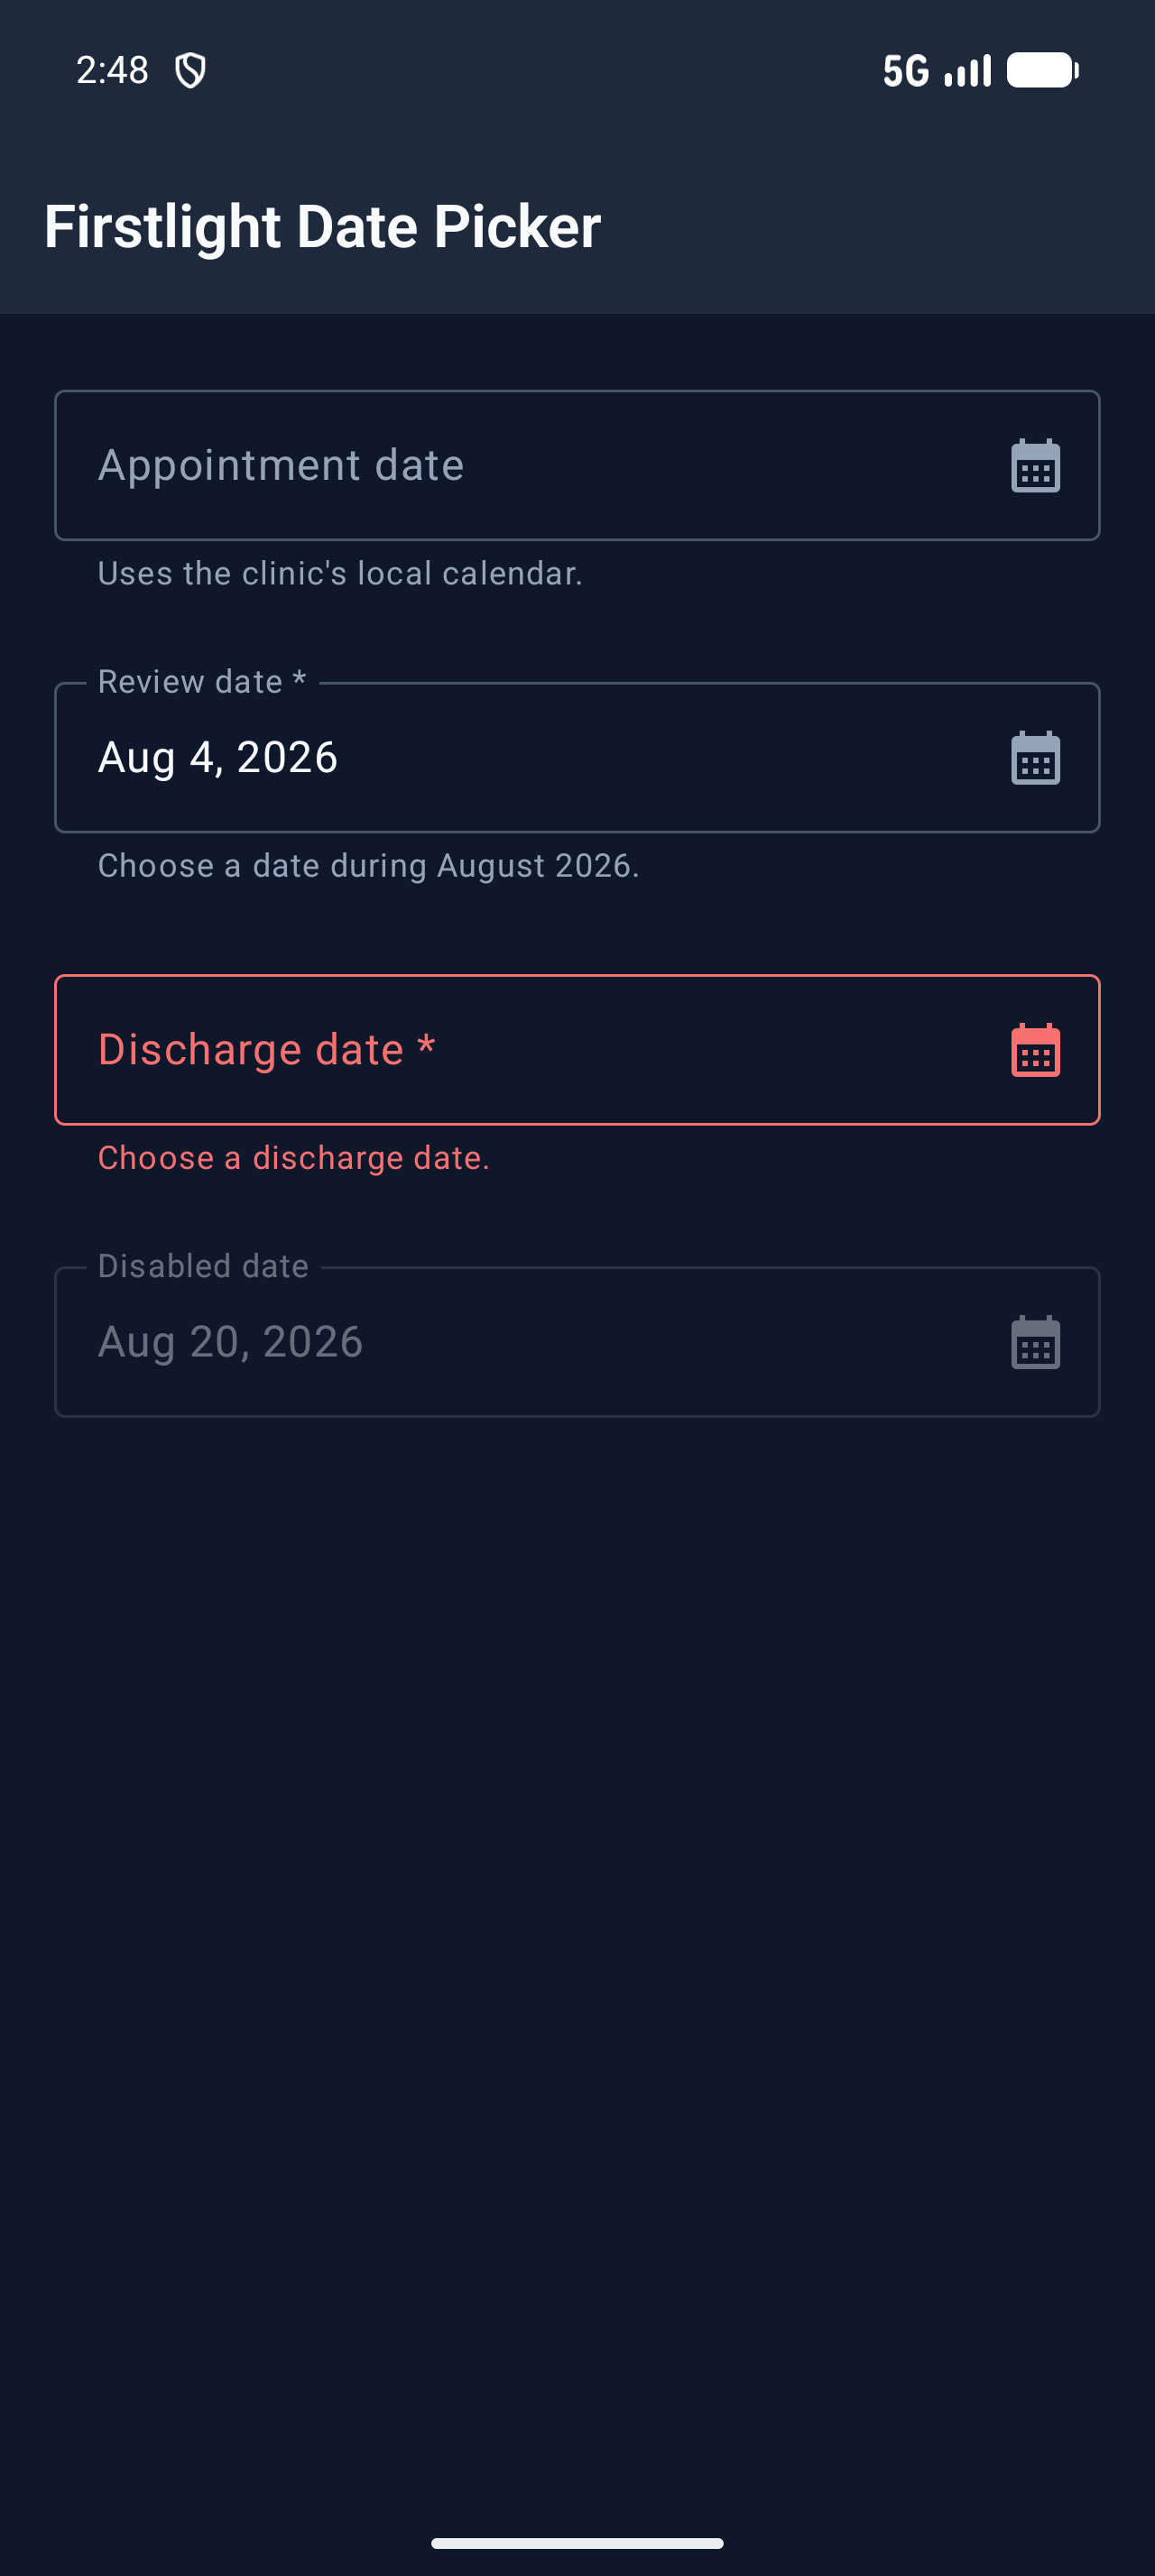 2:48 5G
Firstlight Date Picker
Appointment date
Uses the clinic's local calendar.
Review date *
Aug 4, 2026
Choose a date during August 2026.
Discharge date *
Choose a discharge date.
Disabled date
Aug 20, 2026